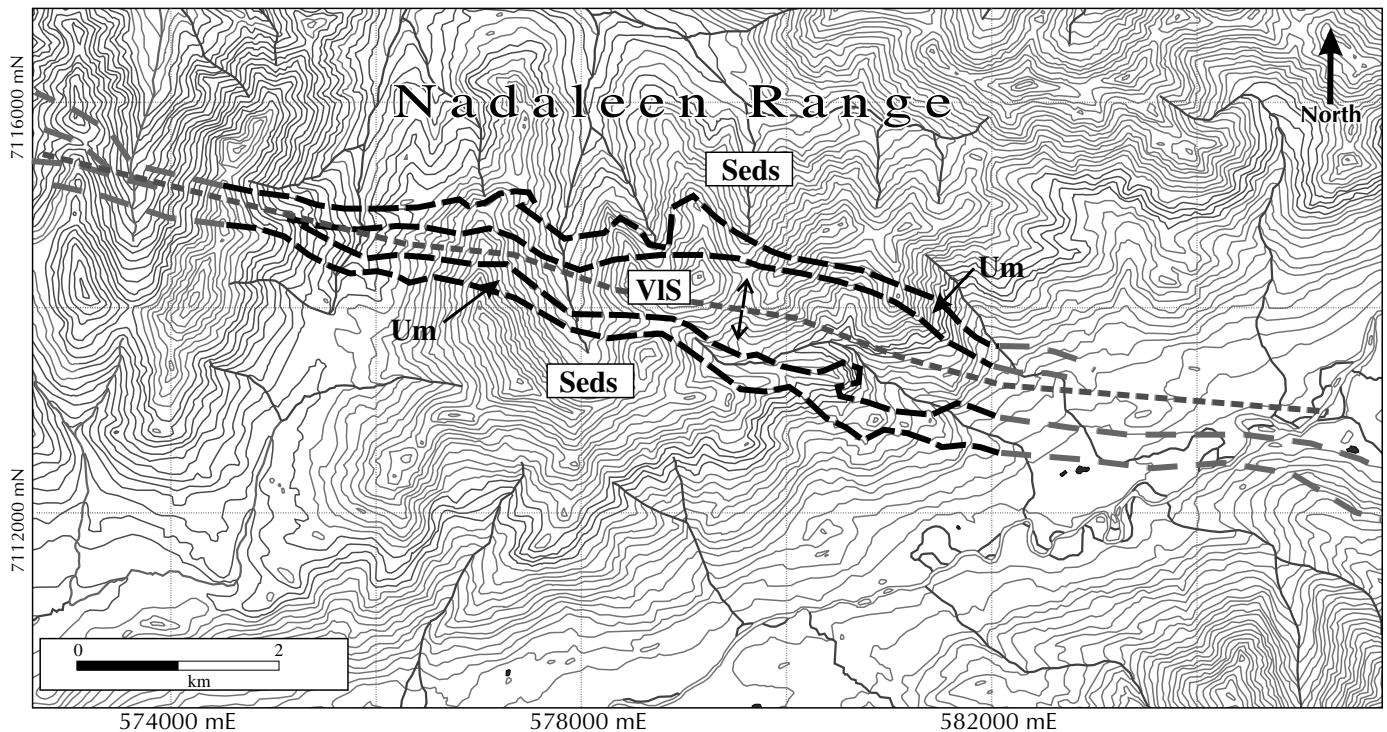 Nadaleen Range
North
7116000 mN
Seds
Um
VlS
Um
Seds
7112000 mN
0 2
km
574000 mE 578000 mE 582000 mE